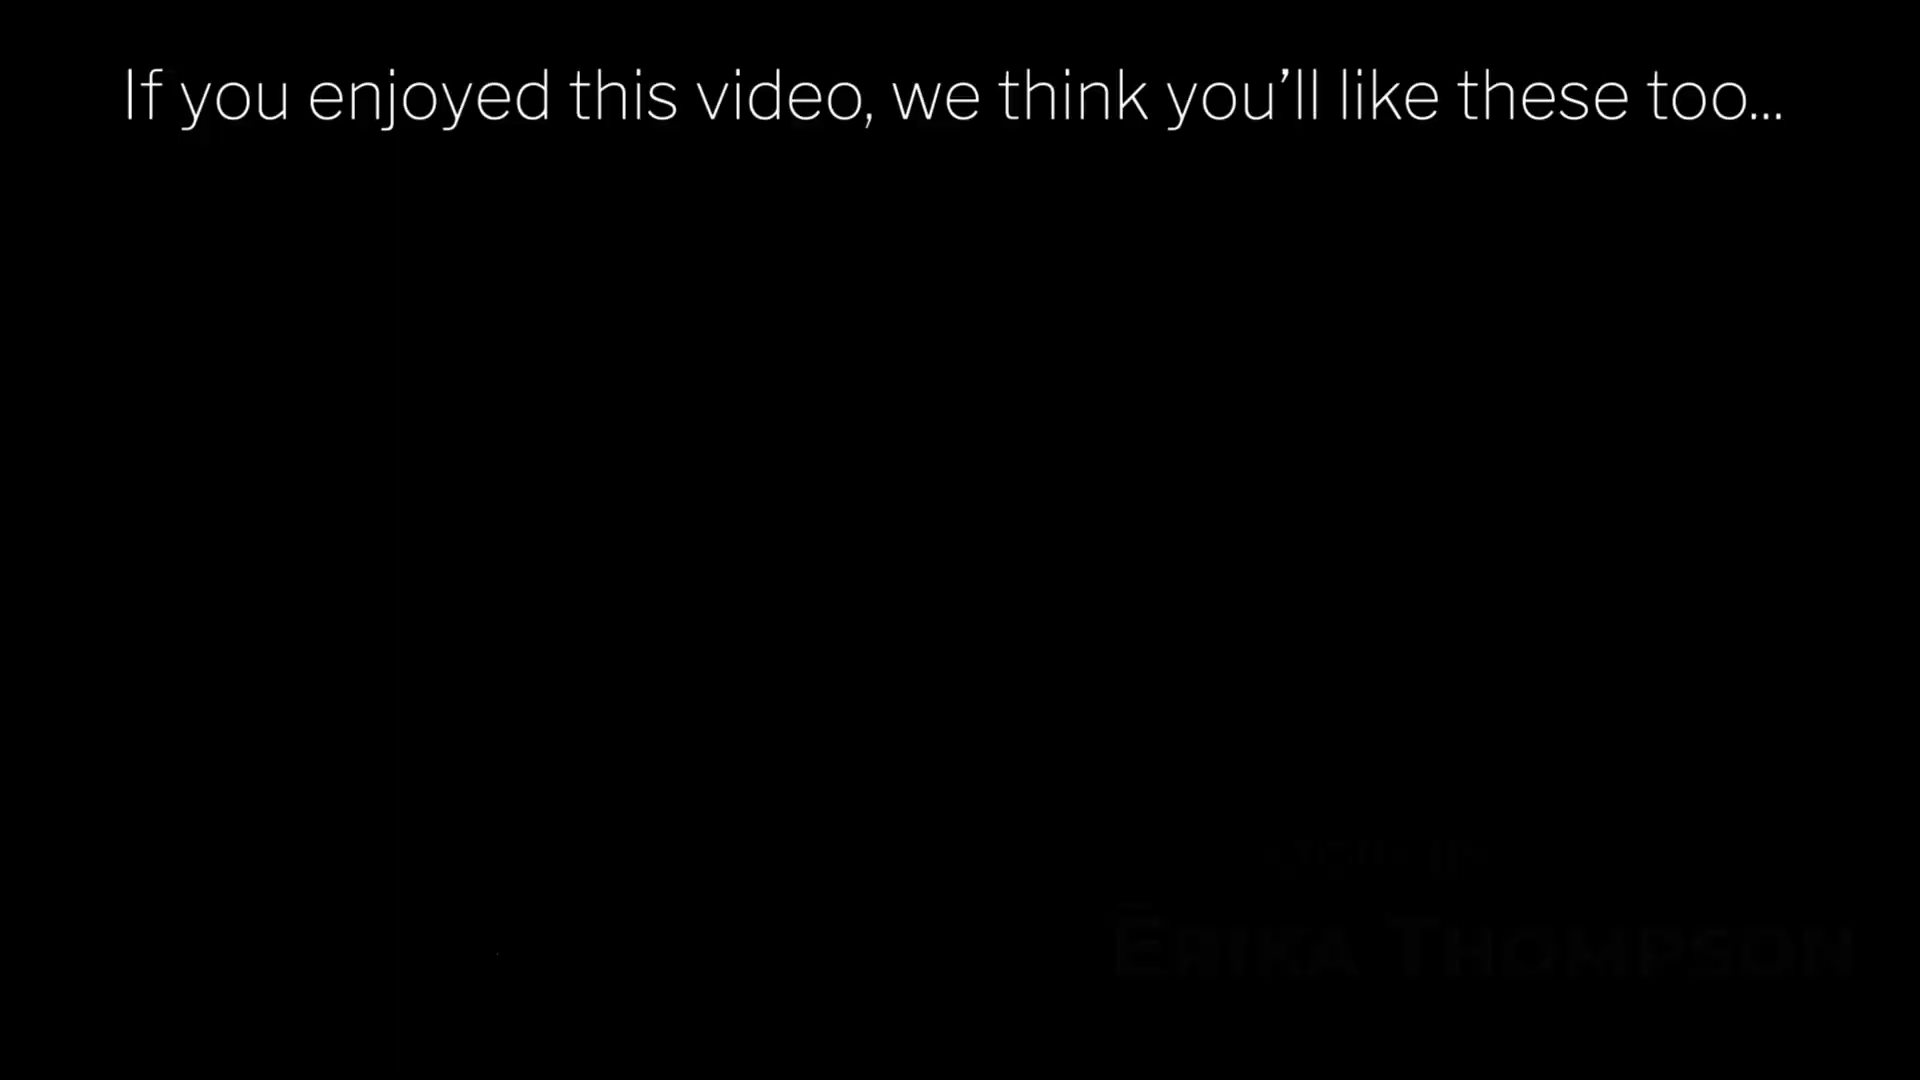 If you enjoyed this video, we think you’ll like these too...
Erika Thompson